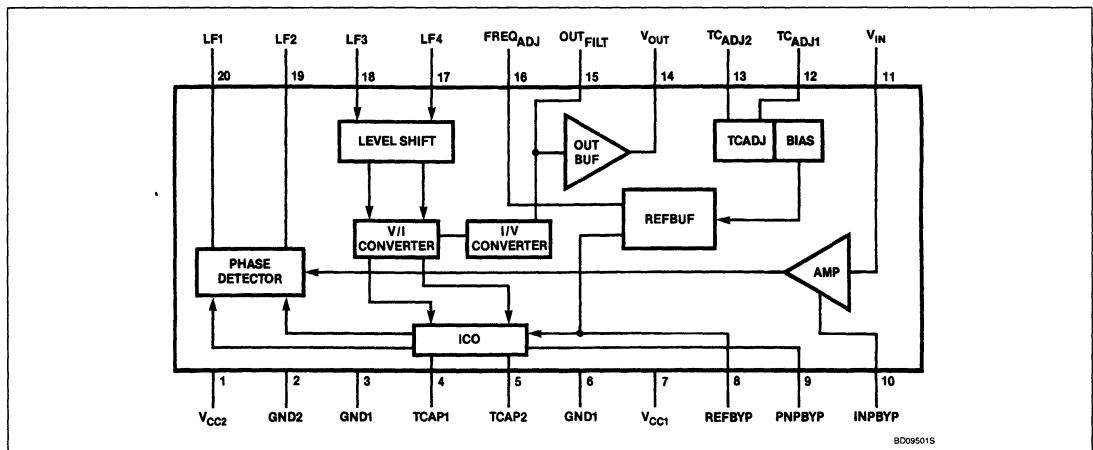 LF1 LF2 LF3 LF4 FREQADJ OUTFILT VOUT TCADJ2 TCADJ1 VIN
20 19 18 17 16 15 14 13 12 11
LEVEL SHIFT
OUT
BUF
TCADJ BIAS
V/I
CONVERTER
I/V
CONVERTER
REFBUF
PHASE
DETECTOR
AMP
ICO
1 2 3 4 5 6 7 8 9 10
VCC2 GND2 GND1 TCAP1 TCAP2 GND1 VCC1 REFBYP PNPBYP INPBYP
BD09501S